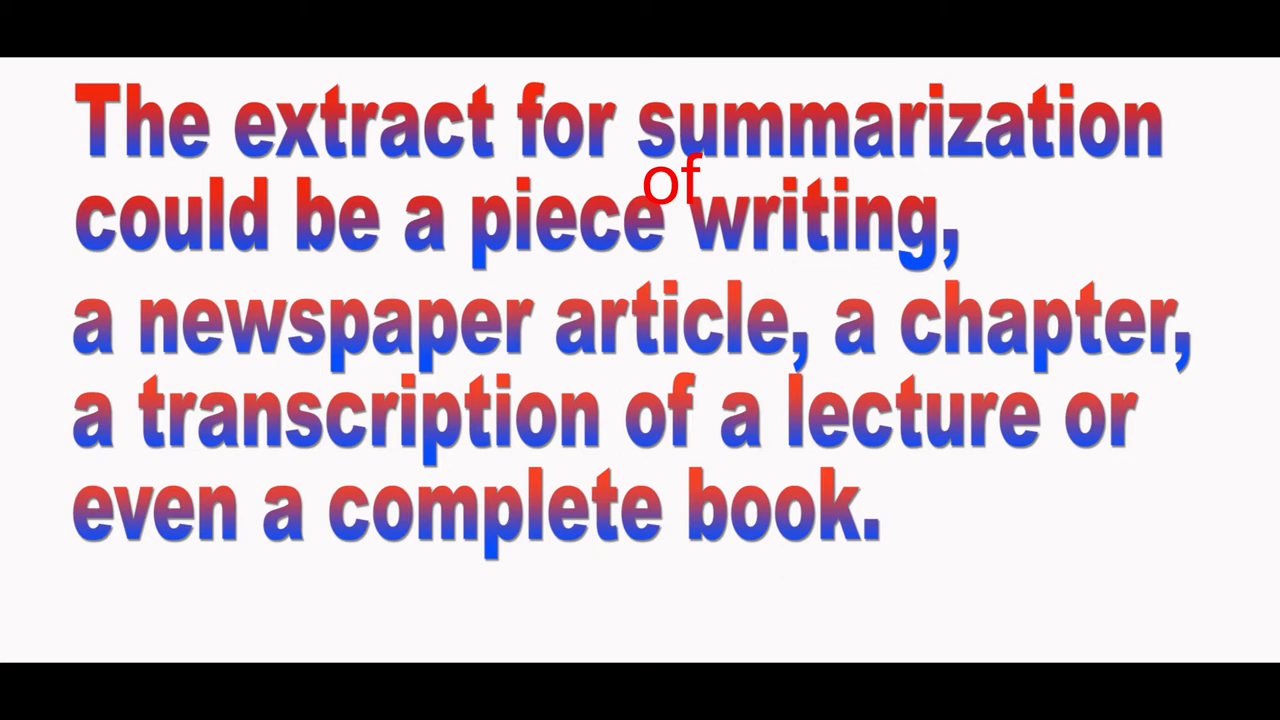 The extract for summarization
could be a piece of writing,
a newspaper article, a chapter,
a transcription of a lecture or
even a complete book.